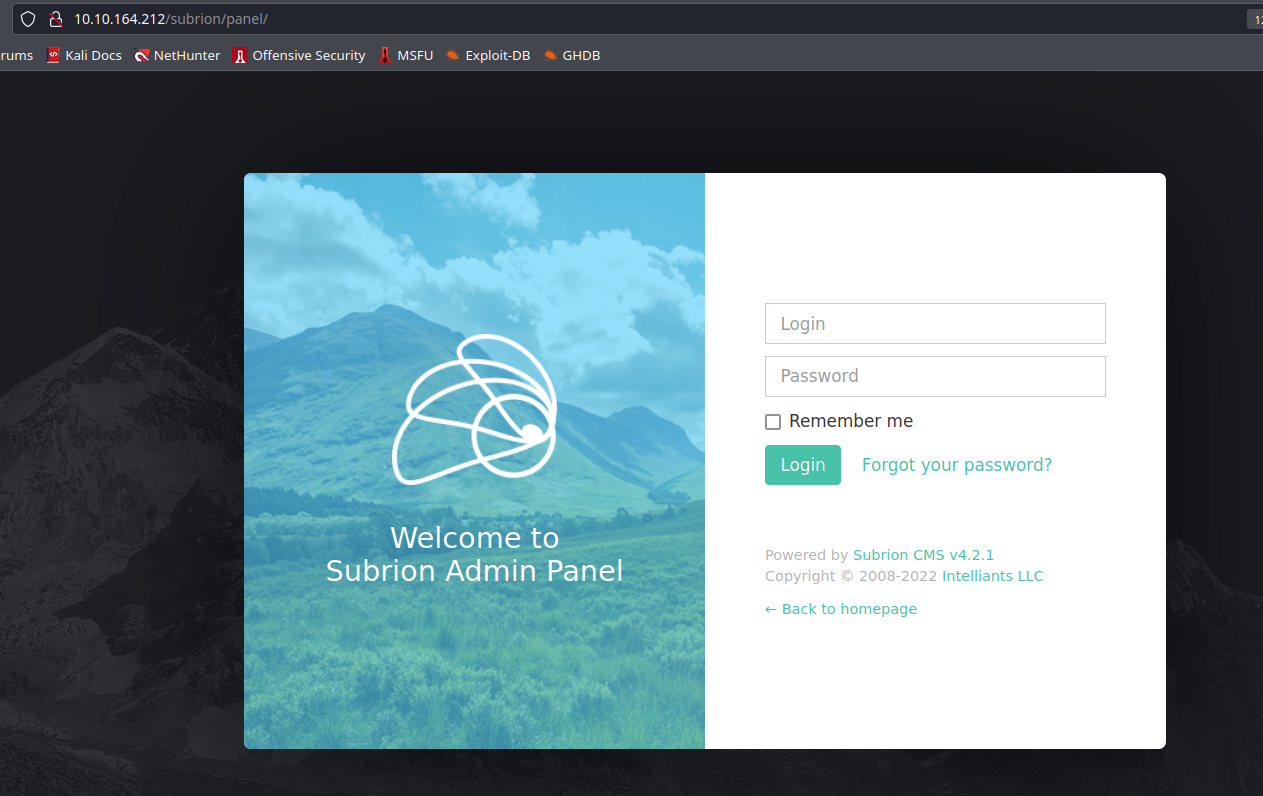 10.10.164.212/subrion/panel/
rums Kali Docs NetHunter Offensive Security MSFU Exploit-DB GHDB
Welcome to
Subrion Admin Panel
Login
Password
Remember me
Login Forgot your password?
Powered by Subrion CMS v4.2.1
Copyright © 2008-2022 Intelliants LLC
← Back to homepage